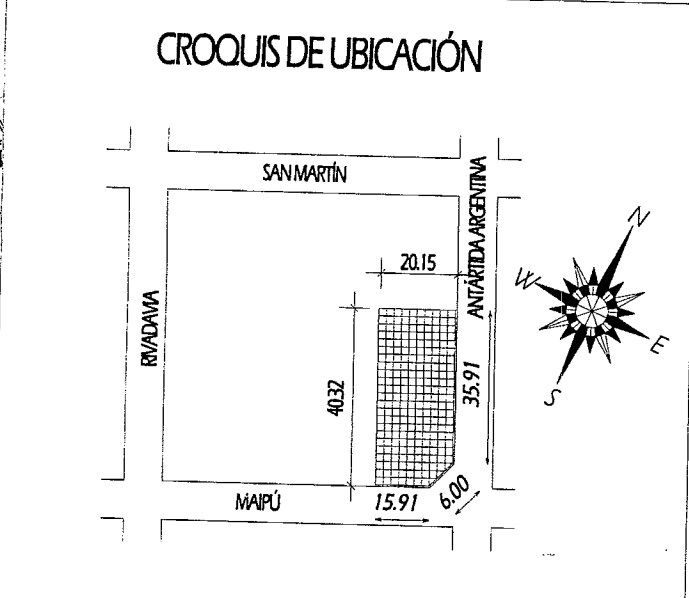 CROQUIS DE UBICACIÓN
SAN MARTÍN
ANTÁRTIDA ARGENTINA
RIVADAVIA
20.15
40.32
35.91
MAIPÚ
15.91
6.00
N
W
E
S